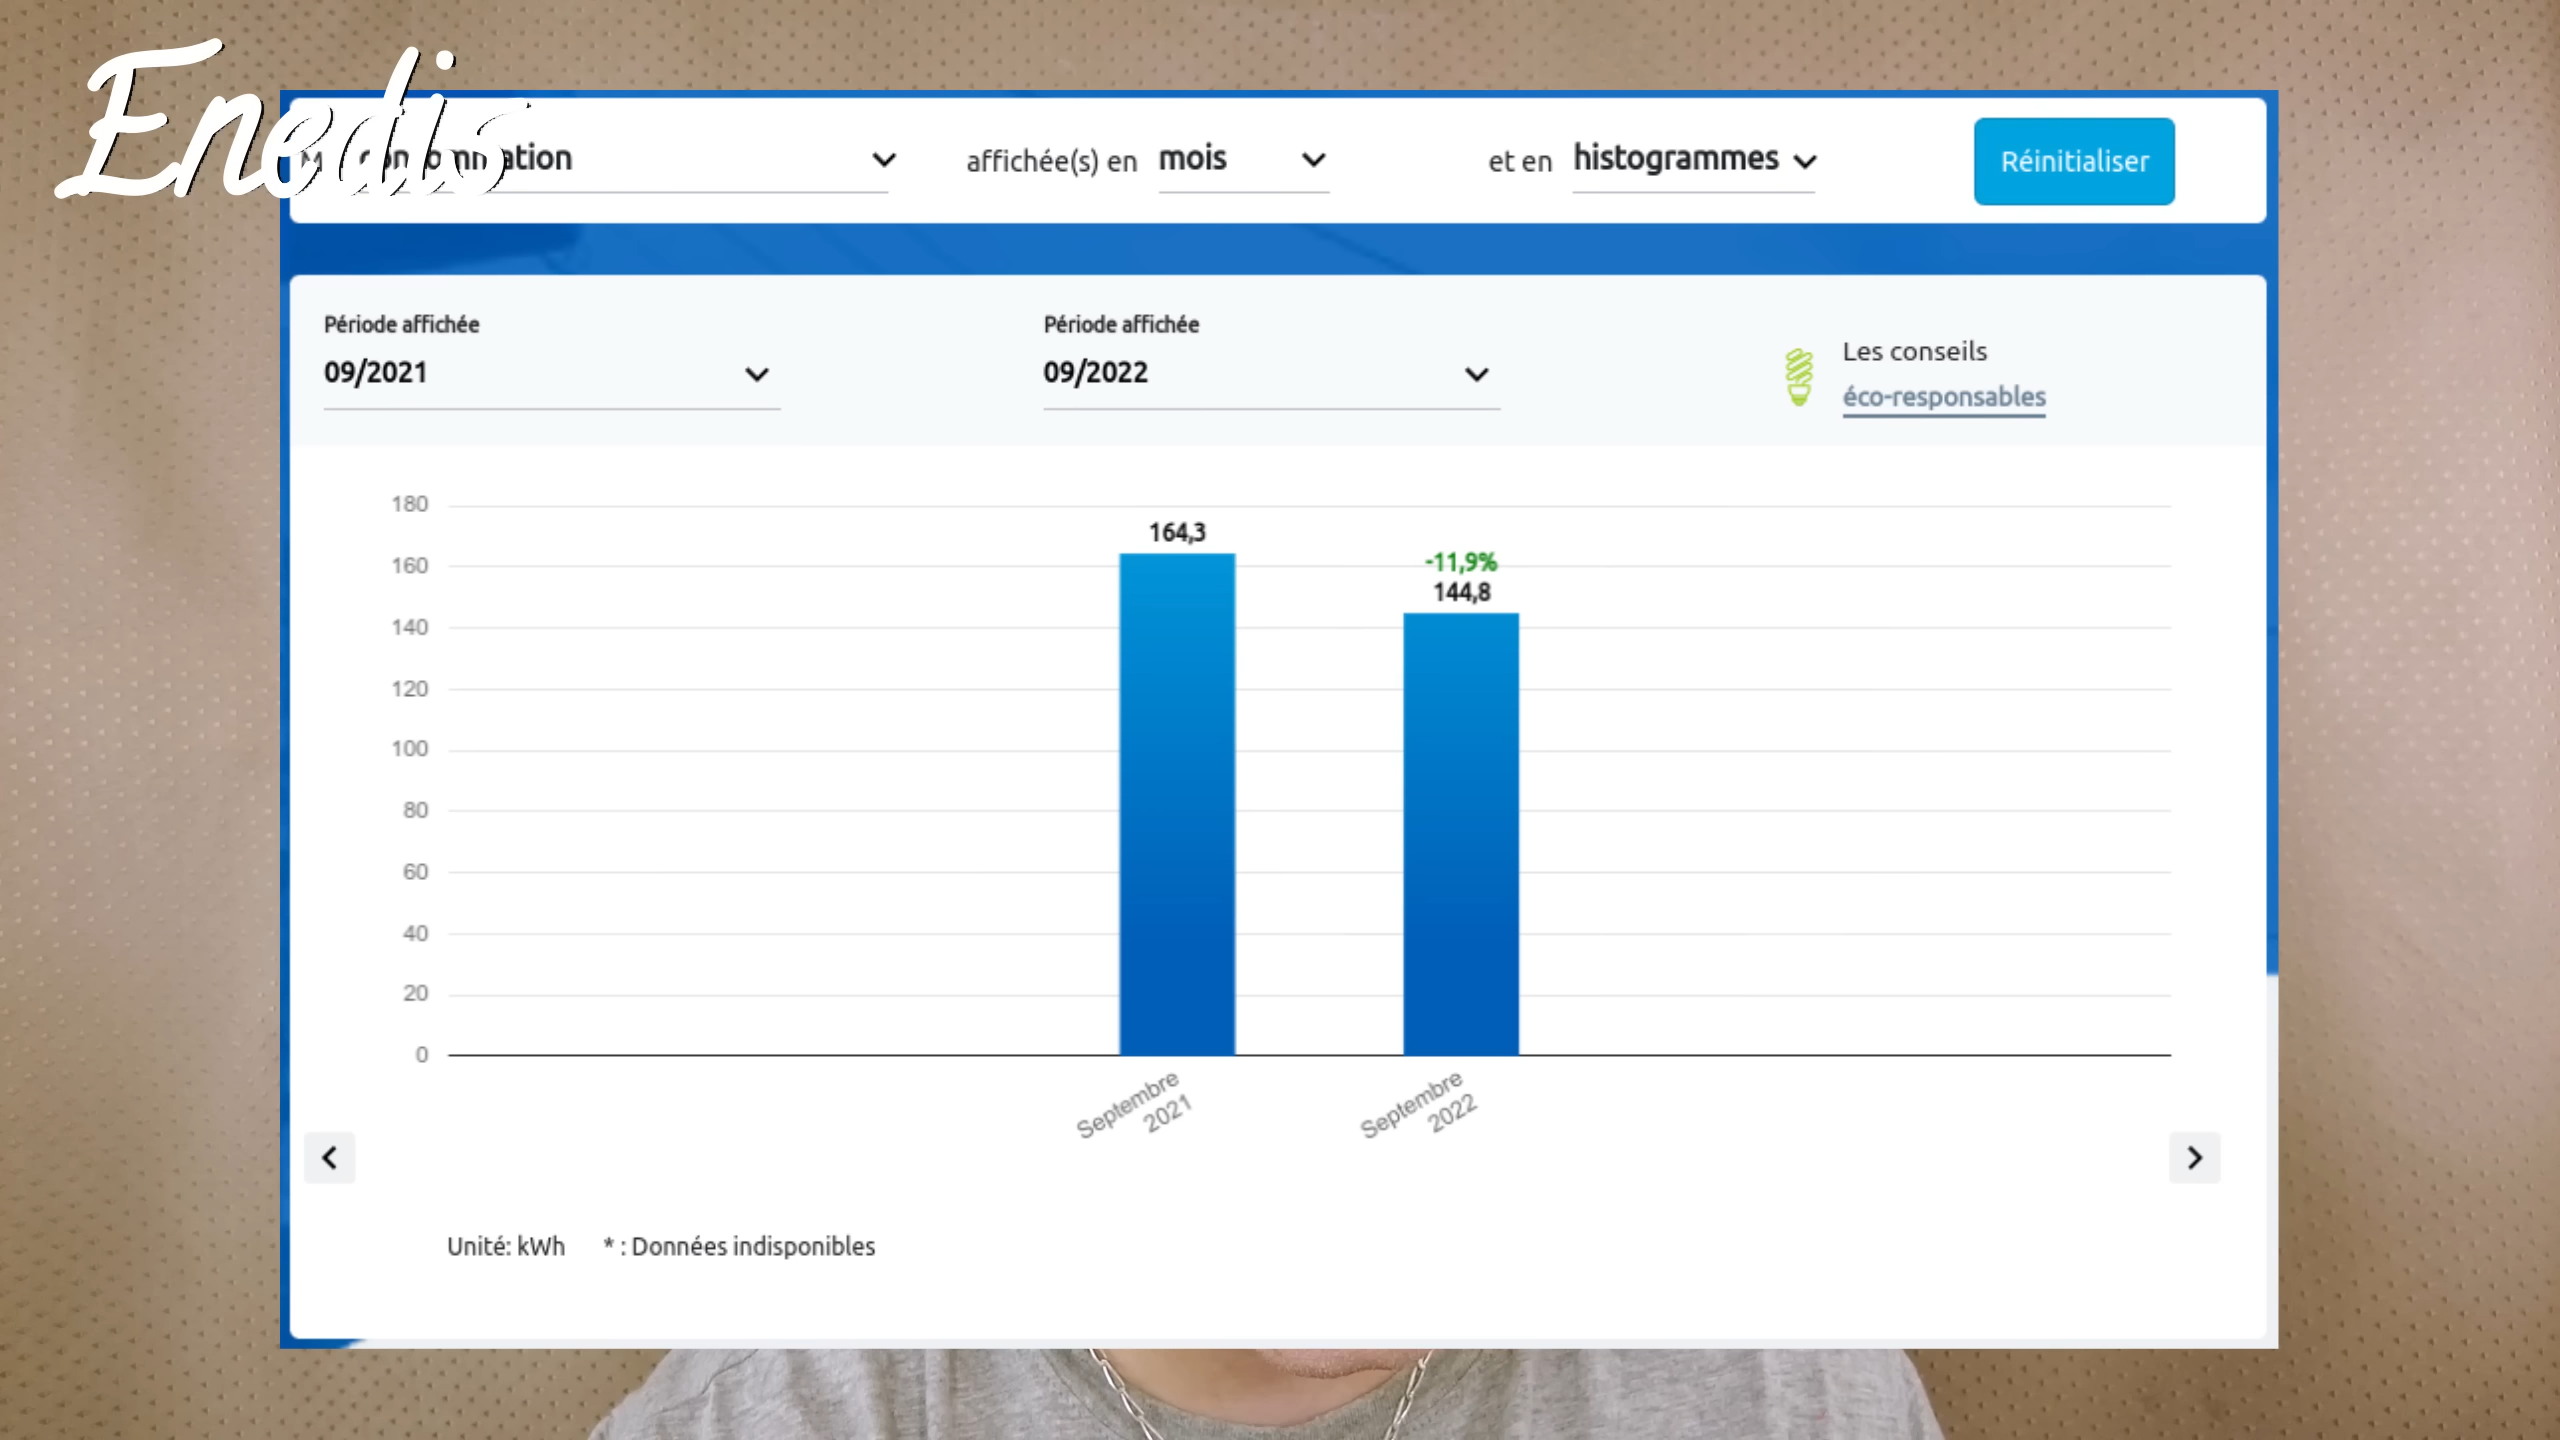 Enedis
affichée(s) en mois
et en histogrammes
Réinitialiser
Période affichée
09/2021
Période affichée
09/2022
Les conseils
éco-responsables
180
160
140
120
100
80
60
40
20
0
164,3
-11,9%
144,8
Septembre
2021
Septembre
2022
Unité: kWh * : Données indisponibles